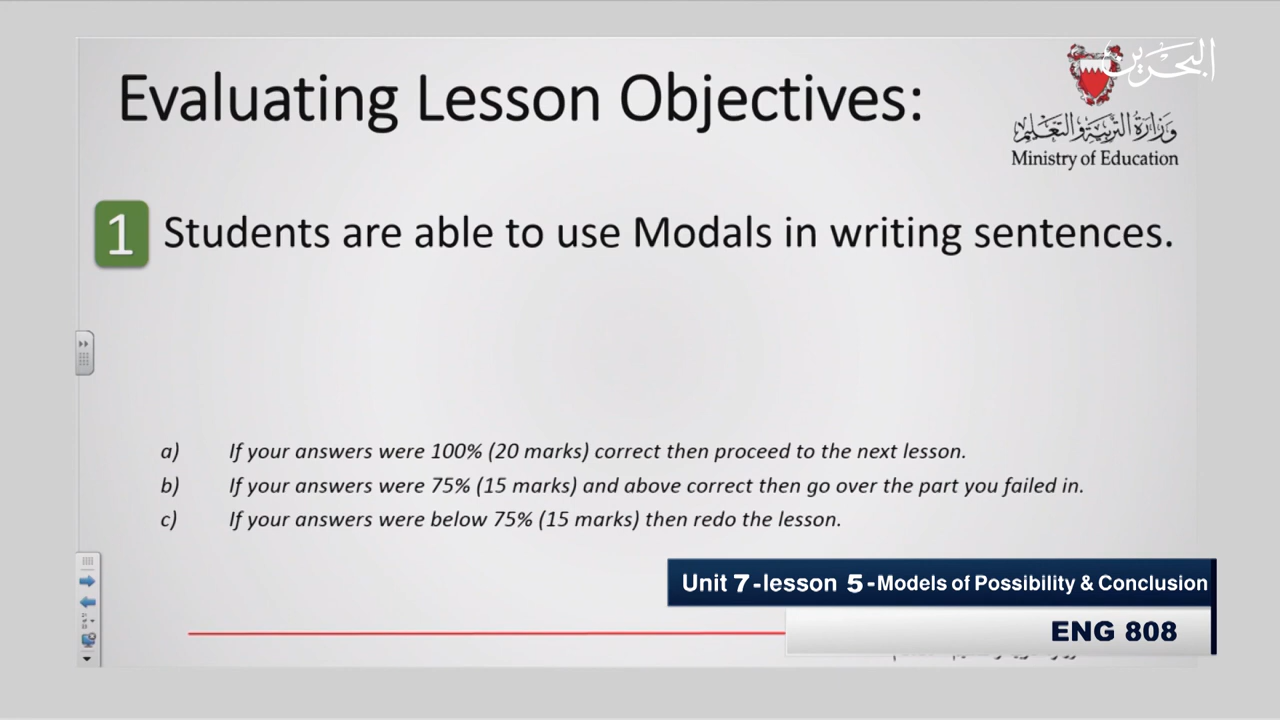 البحرين
Evaluating Lesson Objectives:
وزارة التربية والتعليم
Ministry of Education
1 Students are able to use Modals in writing sentences.
a) If your answers were 100% (20 marks) correct then proceed to the next lesson.
b) If your answers were 75% (15 marks) and above correct then go over the part you failed in.
c) If your answers were below 75% (15 marks) then redo the lesson.
Unit 7-lesson 5-Models of Possibility & Conclusion
ENG 808